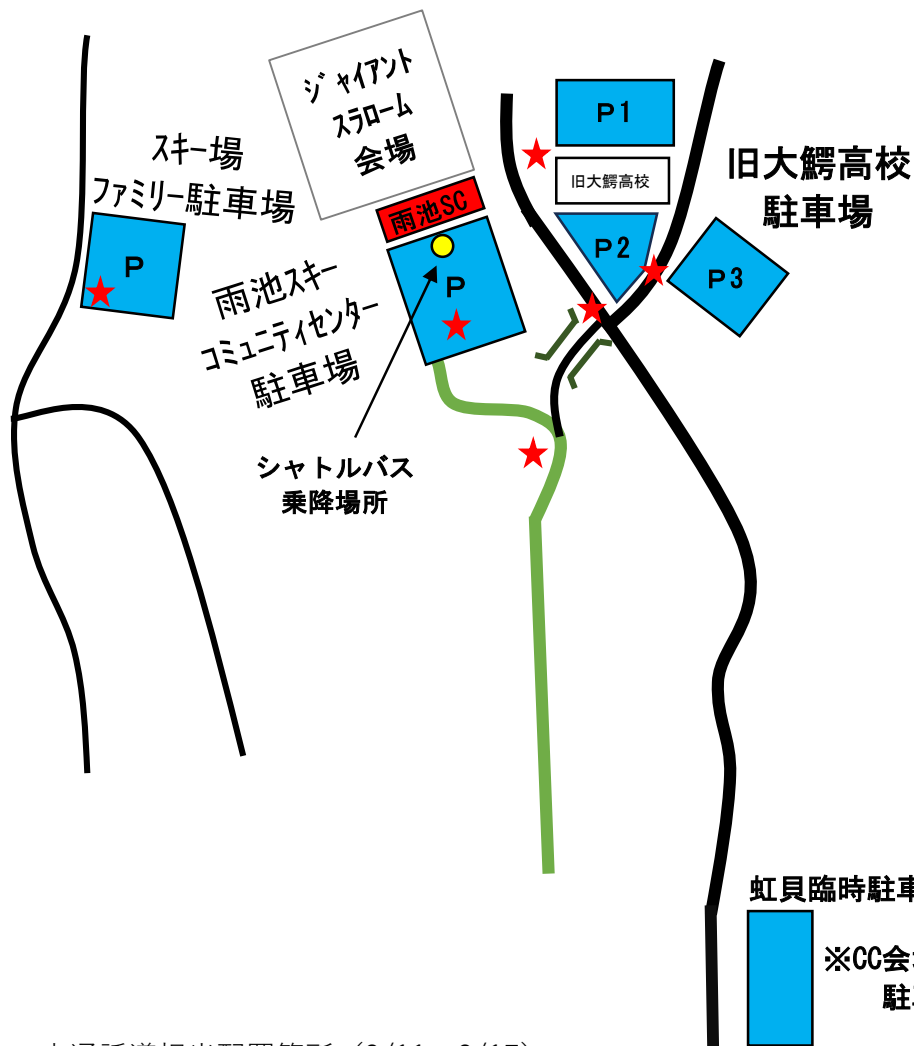 ジャイアント
スラローム
会場
P1
スキー場
ファミリー駐車場
旧大鰐高校
旧大鰐高校
駐車場
雨池SC
P
P2
P3
P
雨池スキー
コミュニティセンター
駐車場
シャトルバス
乗降場所
虹貝臨時駐車
※CC会
駐